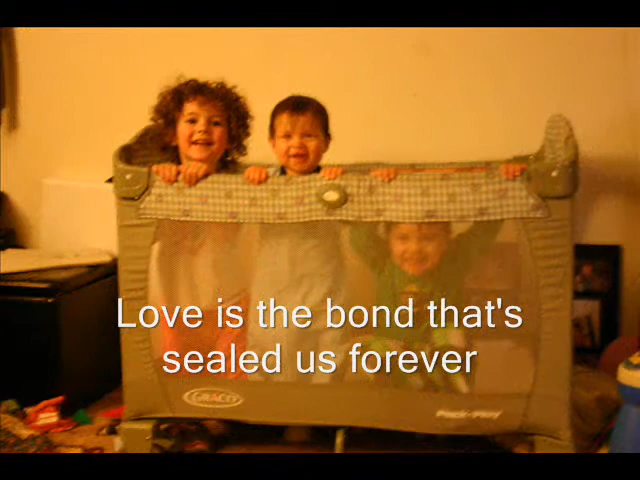 Love is the bond that's
sealed us forever
GRACO
Pack 'n Play